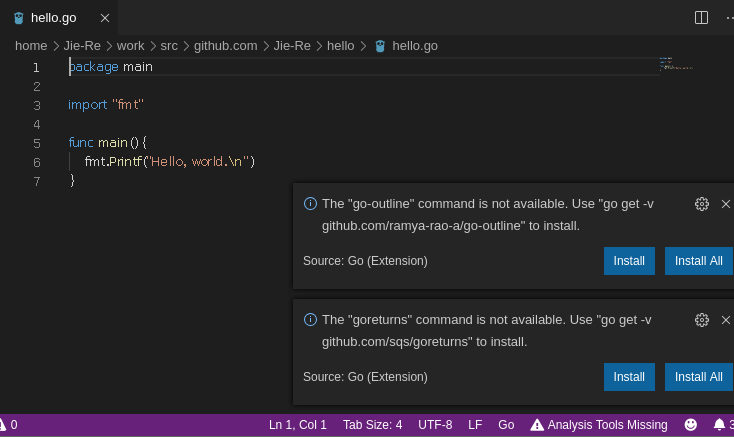 hello.go
home > Jie-Re > work > src > github.com > Jie-Re > hello > hello.go
1 package main
2
3 import "fmt"
4
5 func main() {
6 fmt.Printf("Hello, world.\n")
7 }
The "go-outline" command is not available. Use "go get -v
github.com/ramya-rao-a/go-outline" to install.
Source: Go (Extension) Install Install All
The "goreturns" command is not available. Use "go get -v
github.com/sqs/goreturns" to install.
Source: Go (Extension) Install Install All
0 Ln 1, Col 1 Tab Size: 4 UTF-8 LF Go Analysis Tools Missing 3